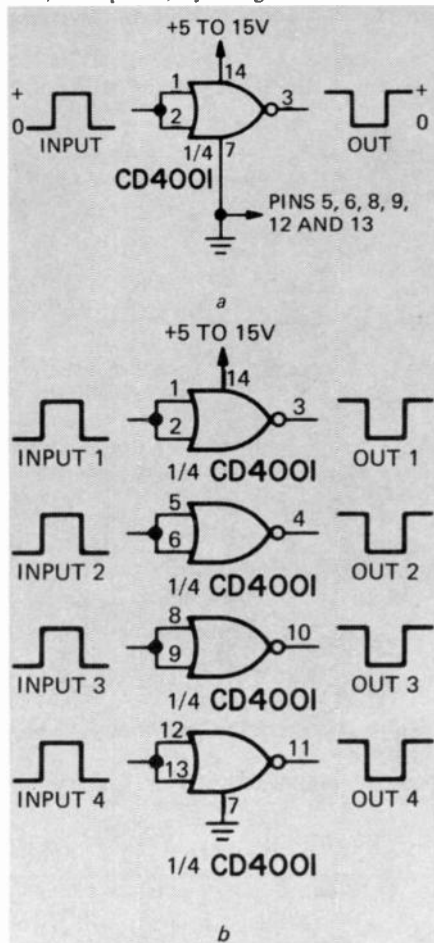 +5 TO 15V
14
1
2
3
+
0
INPUT
+
0
OUT
1/4
7
CD4001
PINS 5, 6, 8, 9,
12 AND 13
a
+5 TO 15V
14
1
2
3
INPUT 1
OUT 1
1/4 CD4001
5
6
4
INPUT 2
OUT 2
1/4 CD4001
8
9
10
INPUT 3
OUT 3
1/4 CD4001
12
13
11
INPUT 4
OUT 4
7
1/4 CD4001
b